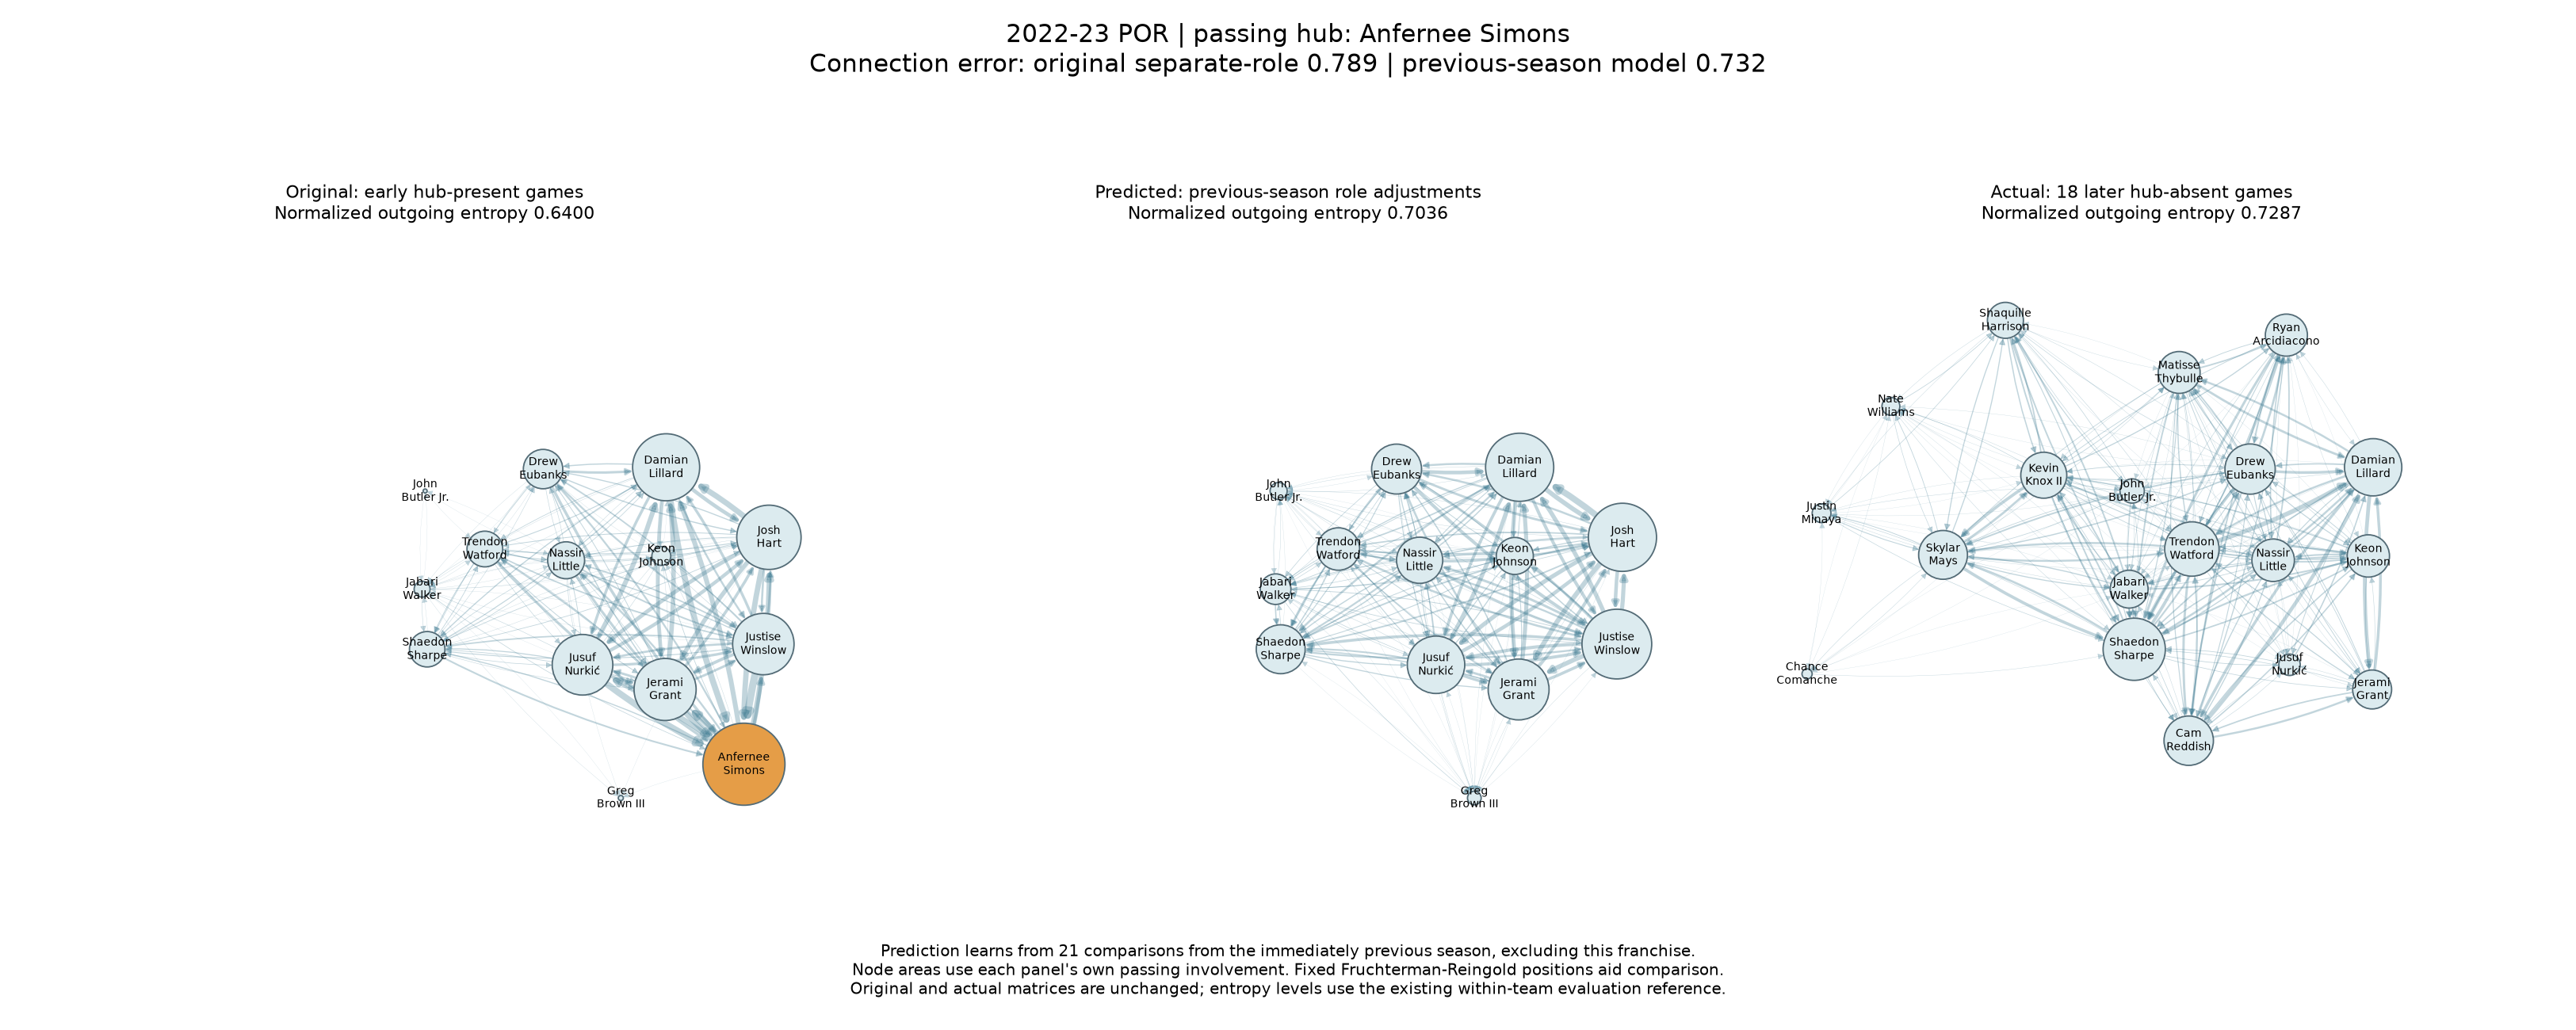 2022-23 POR | passing hub: Anfernee Simons
Connection error: original separate-role 0.789 | previous-season model 0.732
Original: early hub-present games
Normalized outgoing entropy 0.6400
Drew
Eubanks
Damian
Lillard
John
Butler Jr.
Josh
Hart
Trendon
Watford
Nassir
Little
Keon
Johnson
Jabari
Walker
Shaedon
Sharpe
Jusuf
Nurkić
Justise
Winslow
Jerami
Grant
Anfernee
Simons
Greg
Brown III
Predicted: previous-season role adjustments
Normalized outgoing entropy 0.7036
Drew
Eubanks
Damian
Lillard
John
Butler Jr.
Josh
Hart
Trendon
Watford
Nassir
Little
Keon
Johnson
Jabari
Walker
Shaedon
Sharpe
Jusuf
Nurkić
Justise
Winslow
Jerami
Grant
Greg
Brown III
Actual: 18 later hub-absent games
Normalized outgoing entropy 0.7287
Shaquille
Harrison
Ryan
Arcidiacono
Matisse
Thybulle
Nate
Williams
Kevin
Knox II
John
Butler Jr.
Drew
Eubanks
Damian
Lillard
Justin
Minaya
Skylar
Mays
Trendon
Watford
Nassir
Little
Keon
Johnson
Jabari
Walker
Shaedon
Sharpe
Chance
Comanche
Jusuf
Nurkić
Jerami
Grant
Cam
Reddish
Prediction learns from 21 comparisons from the immediately previous season, excluding this franchise.
Node areas use each panel's own passing involvement. Fixed Fruchterman-Reingold positions aid comparison.
Original and actual matrices are unchanged; entropy levels use the existing within-team evaluation reference.